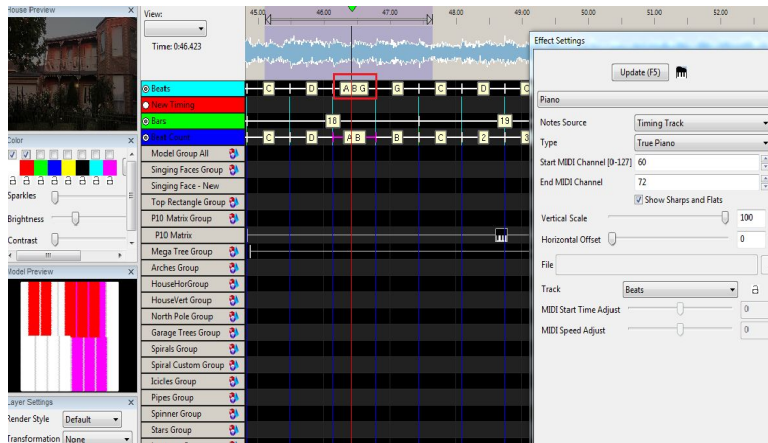 House Preview
X
View:
Time: 0:46.423
45.00 46.00 47.00 48.00 49.00 50.00 51.00 52.00
Beats
C D A B G G C D C
New Timing
Bars
18 19
C D A B B C 2 3
Model Group All
Singing Faces Group
Singing Face - New
Top Rectangle Group
P10 Matrix Group
P10 Matrix
Mega Tree Group
Arches Group
HouseHorGroup
HouseVert Group
North Pole Group
Garage Trees Group
Spirals Group
Spiral Custom Group
Icicles Group
Pipes Group
Spinner Group
Stars Group
Color
X
Sparkles
Brightness
Contrast
Model Preview
X
Layer Settings
X
Render Style Default
Transformation None
Effect Settings
Update (F5)
Piano
Notes Source Timing Track
Type True Piano
Start MIDI Channel [0-127] 60
End MIDI Channel 72
Show Sharps and Flats
Vertical Scale 100
Horizontal Offset 0
File
Track Beats
MIDI Start Time Adjust 0
MIDI Speed Adjust 0